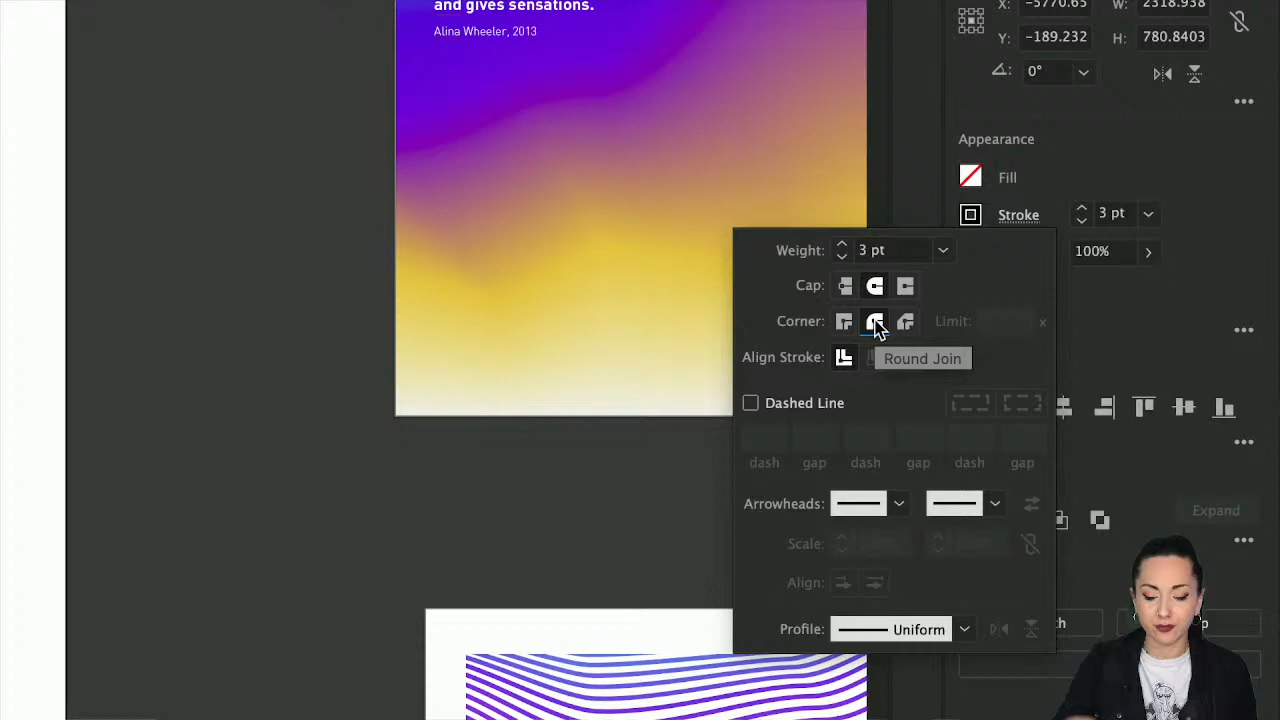 and gives sensations.
Alina Wheeler, 2013
X: -5770.65 W: 2318.938
Y: -189.232 H: 780.8403
0°
Appearance
Fill
Stroke 3 pt
100%
Weight: 3 pt
Cap:
Corner: Limit: x
Align Stroke:
Round Join
Dashed Line
dash gap dash gap dash gap
Arrowheads:
Scale:
Expand
Align:
Profile: Uniform